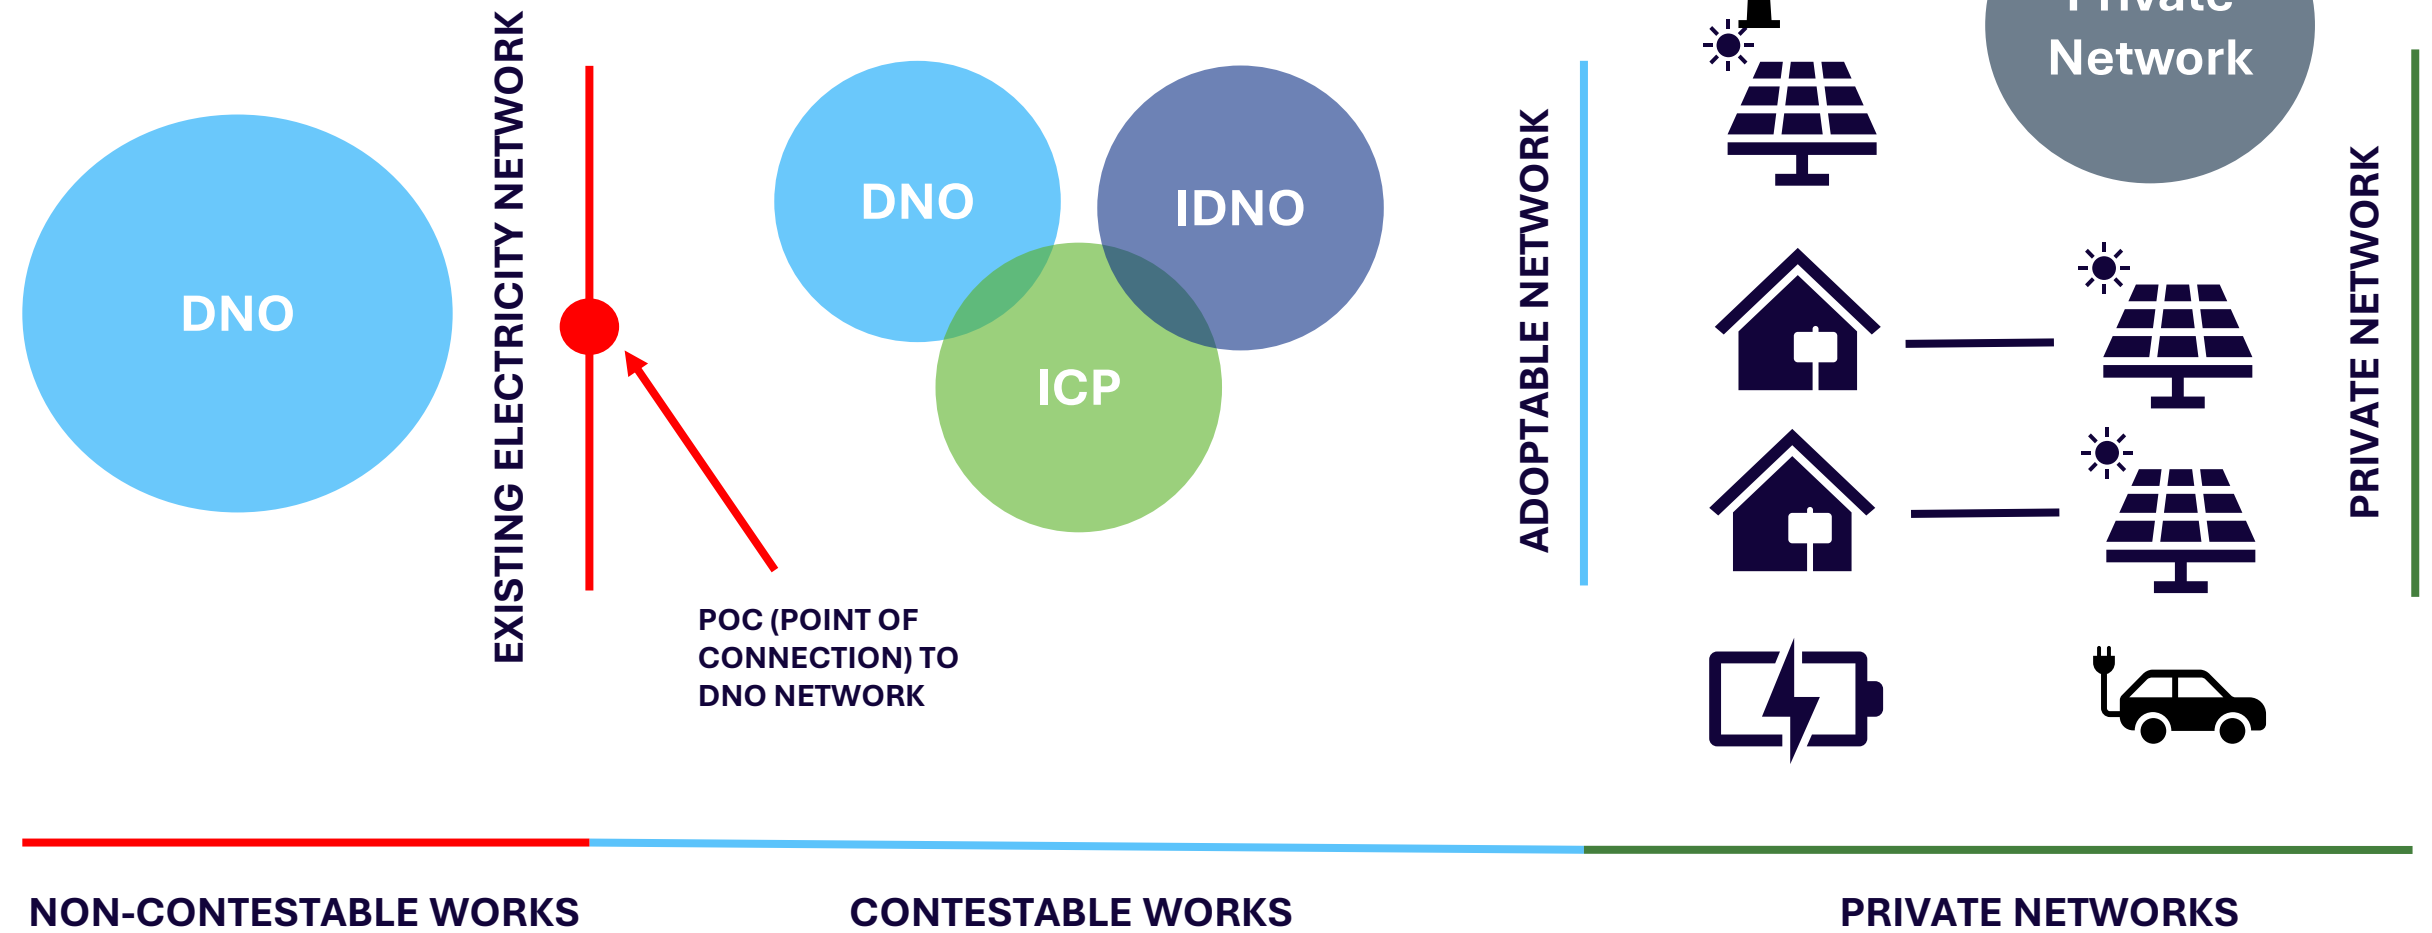 DNO
EXISTING ELECTRICITY NETWORK
DNO
IDNO
ICP
POC (POINT OF
CONNECTION) TO
DNO NETWORK
ADOPTABLE NETWORK
Private
Network
PRIVATE NETWORK
NON-CONTESTABLE WORKS
CONTESTABLE WORKS
PRIVATE NETWORKS